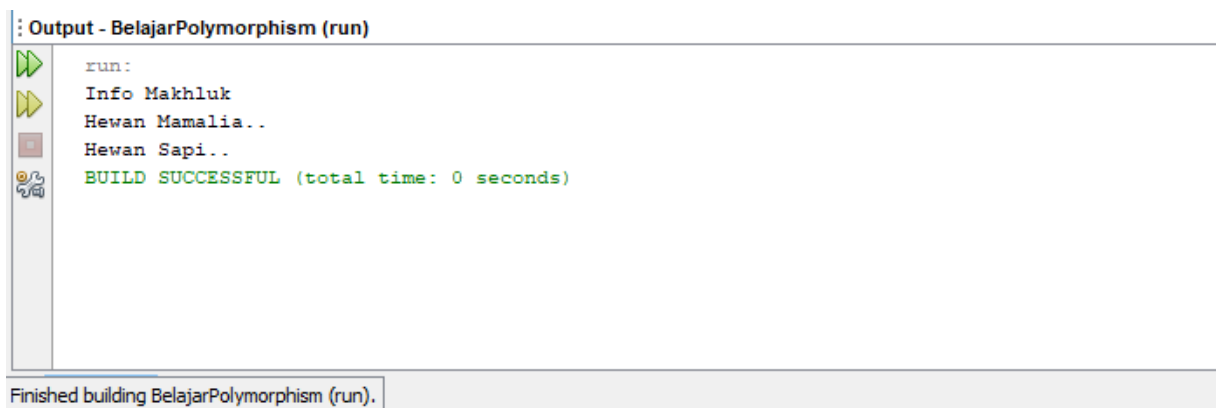 Output - BelajarPolymorphism (run)
run:
Info Makhluk
Hewan Mamalia..
Hewan Sapi..
BUILD SUCCESSFUL (total time: 0 seconds)
Finished building BelajarPolymorphism (run).